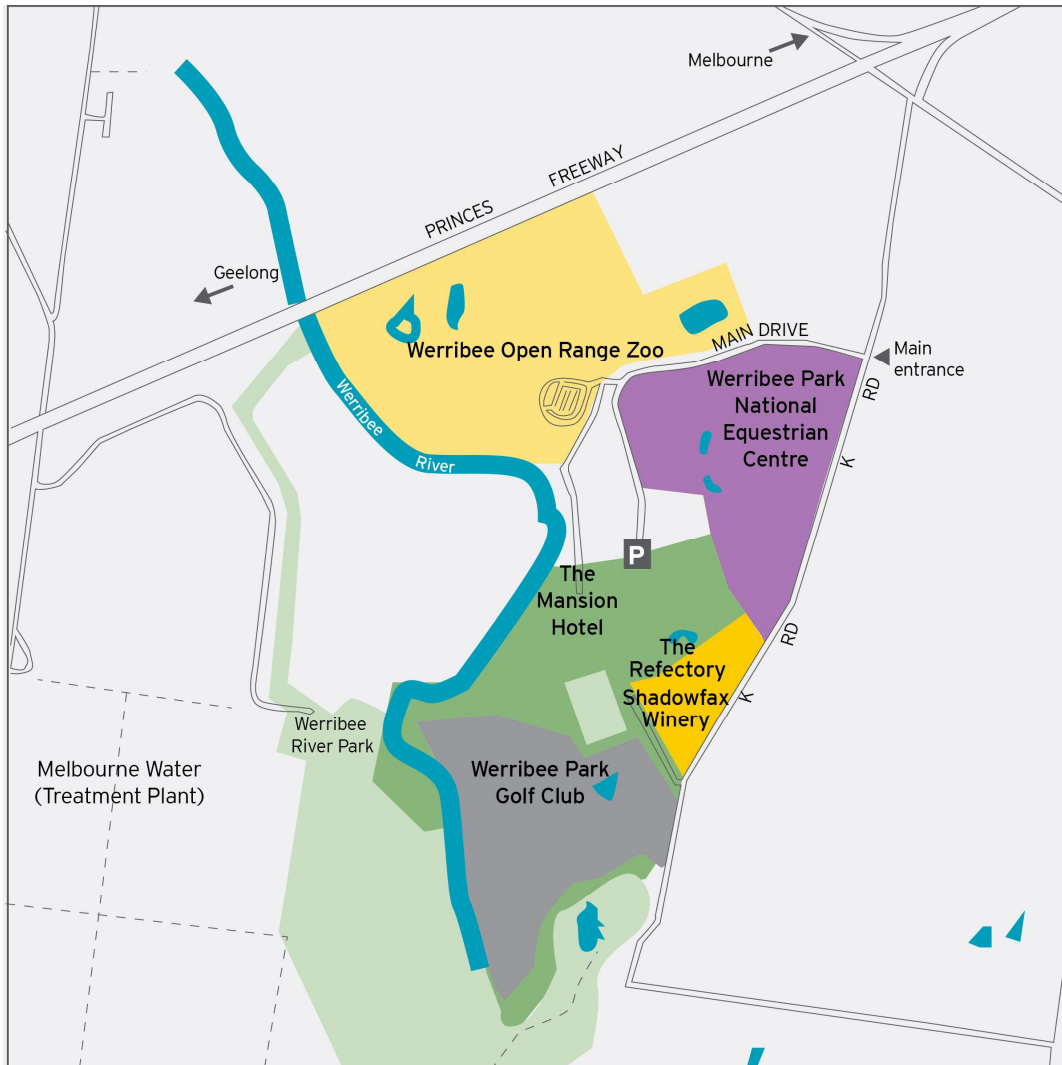 Melbourne
PRINCES FREEWAY
Geelong
MAIN DRIVE
Werribee Open Range Zoo
Main
entrance
Werribee Park
National
Equestrian
Centre
RD
K
Werribee River
P
The
Mansion
Hotel
RD
K
The
Refectory
Shadowfax
Winery
Werribee
River Park
Melbourne Water
(Treatment Plant)
Werribee Park
Golf Club